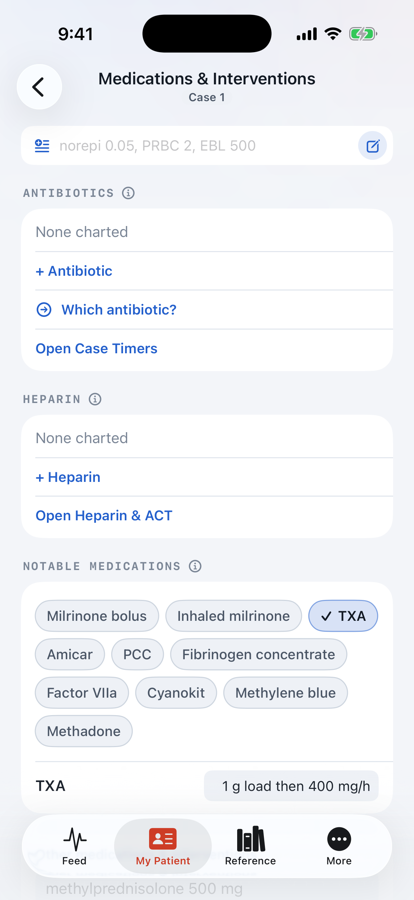 9:41
Medications & Interventions
Case 1
norepi 0.05, PRBC 2, EBL 500
ANTIBIOTICS
None charted
+ Antibiotic
Which antibiotic?
Open Case Timers
HEPARIN
None charted
+ Heparin
Open Heparin & ACT
NOTABLE MEDICATIONS
Milrinone bolus Inhaled milrinone ✓ TXA
Amicar PCC Fibrinogen concentrate
Factor VIIa Cyanokit Methylene blue
Methadone
TXA 1 g load then 400 mg/h
Feed My Patient Reference More
methylprednisolone 500 mg